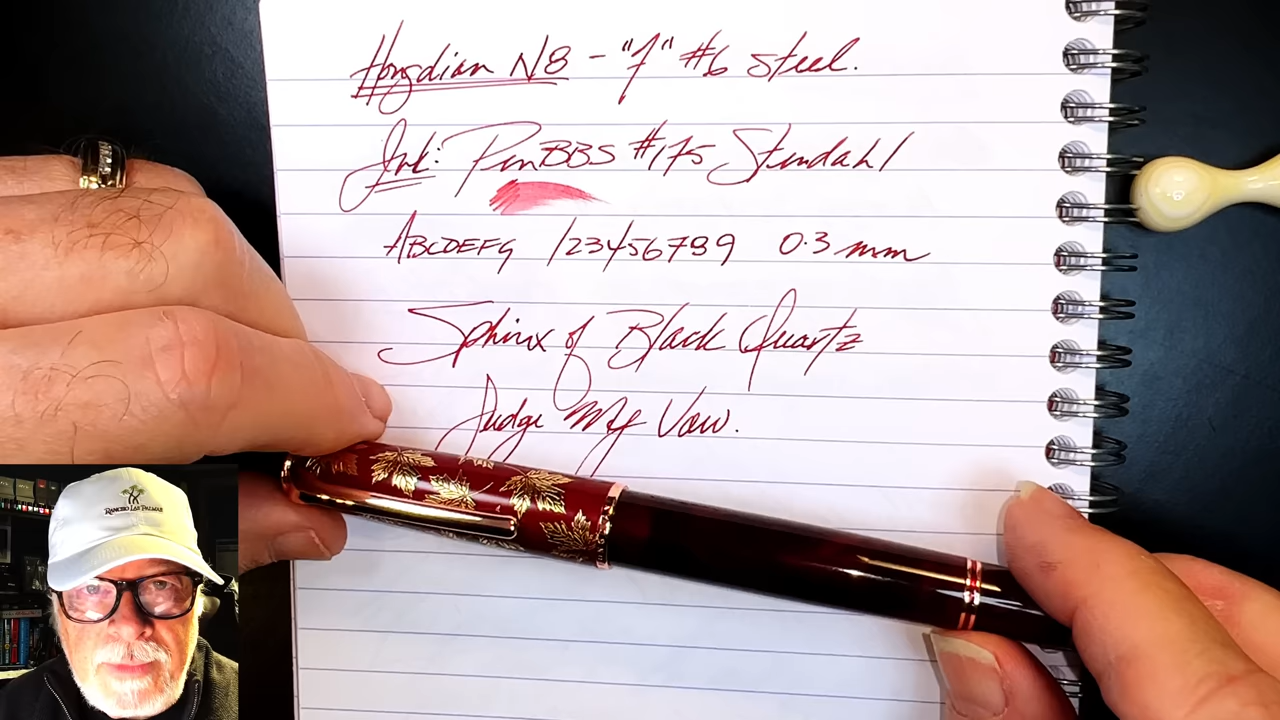 Hongdian N8 - "f" #6 steel.
Ink: PenBBS #175 Stendahl
ABCDEFG 123456789 0.3 mm
Sphinx of Black Quartz
Judge My Vow.
RANCHO LAS PALMAS